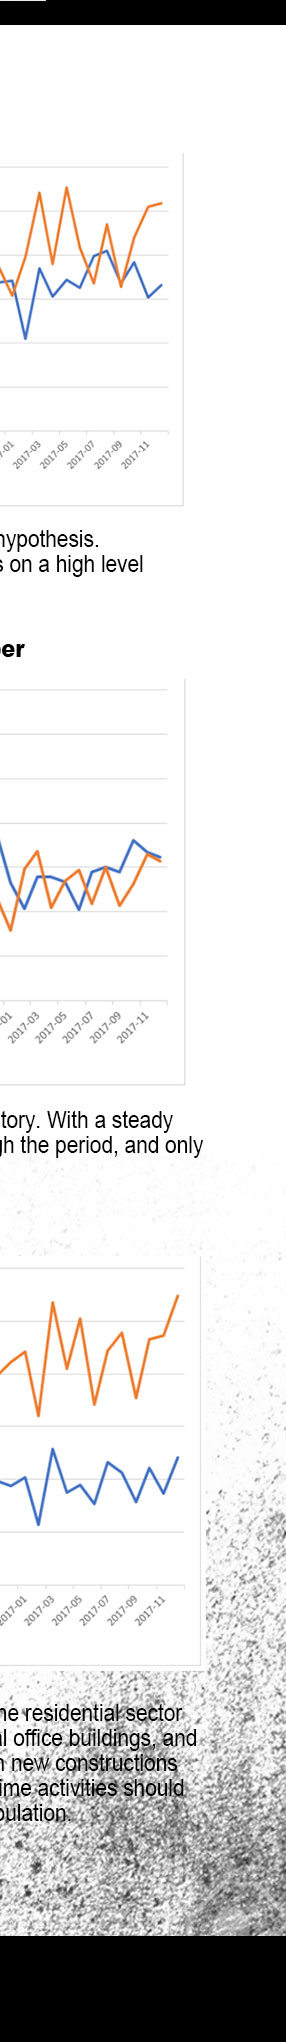 7-01 2017-03 2017-05 2017-07 2017-09 2017-11
hypothesis.
s on a high level
er
-01 2017-03 2017-05 2017-07 2017-09 2017-11
tory. With a steady
gh the period, and only
2017-01 2017-03 2017-05 2017-07 2017-09 2017-11
he residential sector
al office buildings, and
n new constructions
ime activities should
pulation.